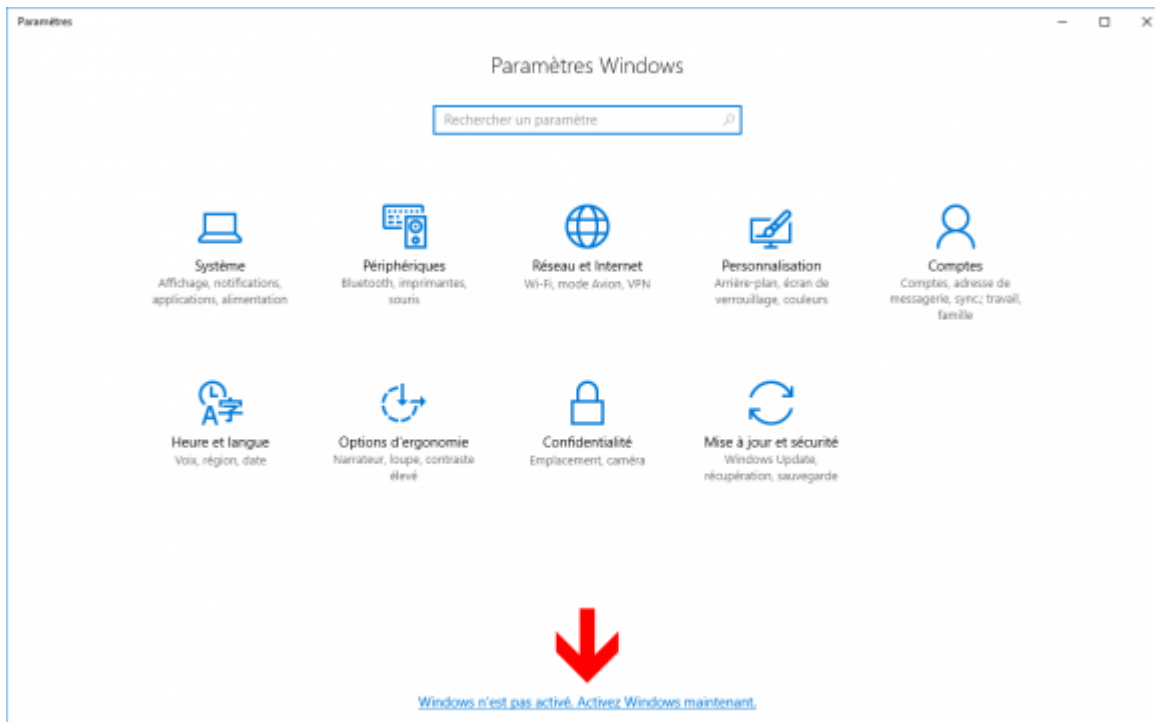 Paramètres
Paramètres Windows
Rechercher un paramètre
Système
Affichage, notifications,
applications, alimentation
Périphériques
Bluetooth, imprimantes,
souris
Réseau et Internet
Wi-Fi, mode Avion, VPN
Personnalisation
Arrière-plan, écran de
verrouillage, couleurs
Comptes
Comptes, adresse de
messagerie, sync.; travail,
famille
Heure et langue
Voix, région, date
Options d'ergonomie
Narrateur, loupe, contraste
élevé
Confidentialité
Emplacement, caméra
Mise à jour et sécurité
Windows Update,
récupération, sauvegarde
Windows n'est pas activé. Activez Windows maintenant.